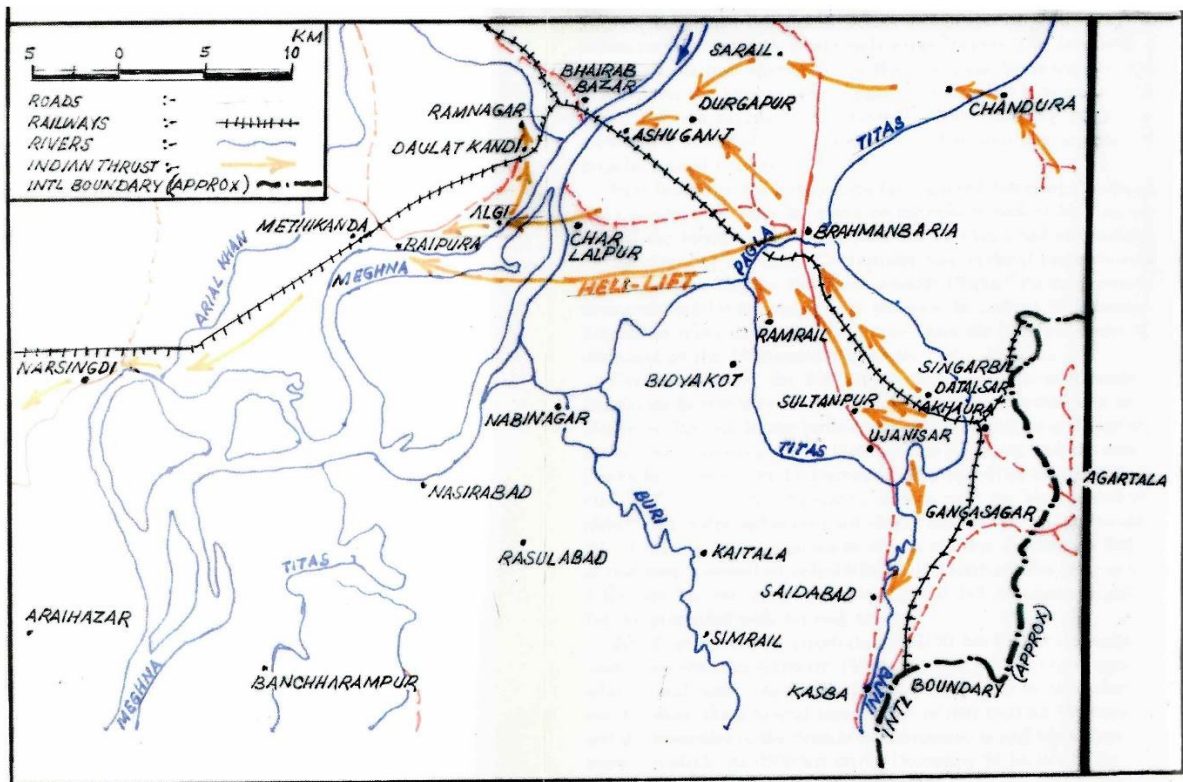 5 0 5 10 KM
ROADS :-
RAILWAYS :-
RIVERS :-
INDIAN THRUST :-
INTL BOUNDARY (APPROX)
SARAIL
BHAIRAB
BAZAR
RAMNAGAR
DURGAPUR
CHANDURA
DAULATKANDI
ASHUGANJ
TITAS
METHIKANDA
ALGI
RAIPURA
CHAR
LALPUR
BRAHMANBARIA
PAGLA
ARIAL KHAN
MEGHNA
HELI-LIFT
RAMRAIL
NARSINGDI
BIDYAKOT
SINGARBIL
DATALSAR
AKHAURA
SULTANPUR
NABINAGAR
UJANISAR
TITAS
AGARTALA
NASIRABAD
BURI
GANGASAGAR
RASULABAD
KAITALA
TITAS
SAIDABAD
ARAIHAZAR
SIMRAIL
BANCHHARAMPUR
MEGHNA
KASBA
BINI
INTL BOUNDARY (APPROX)